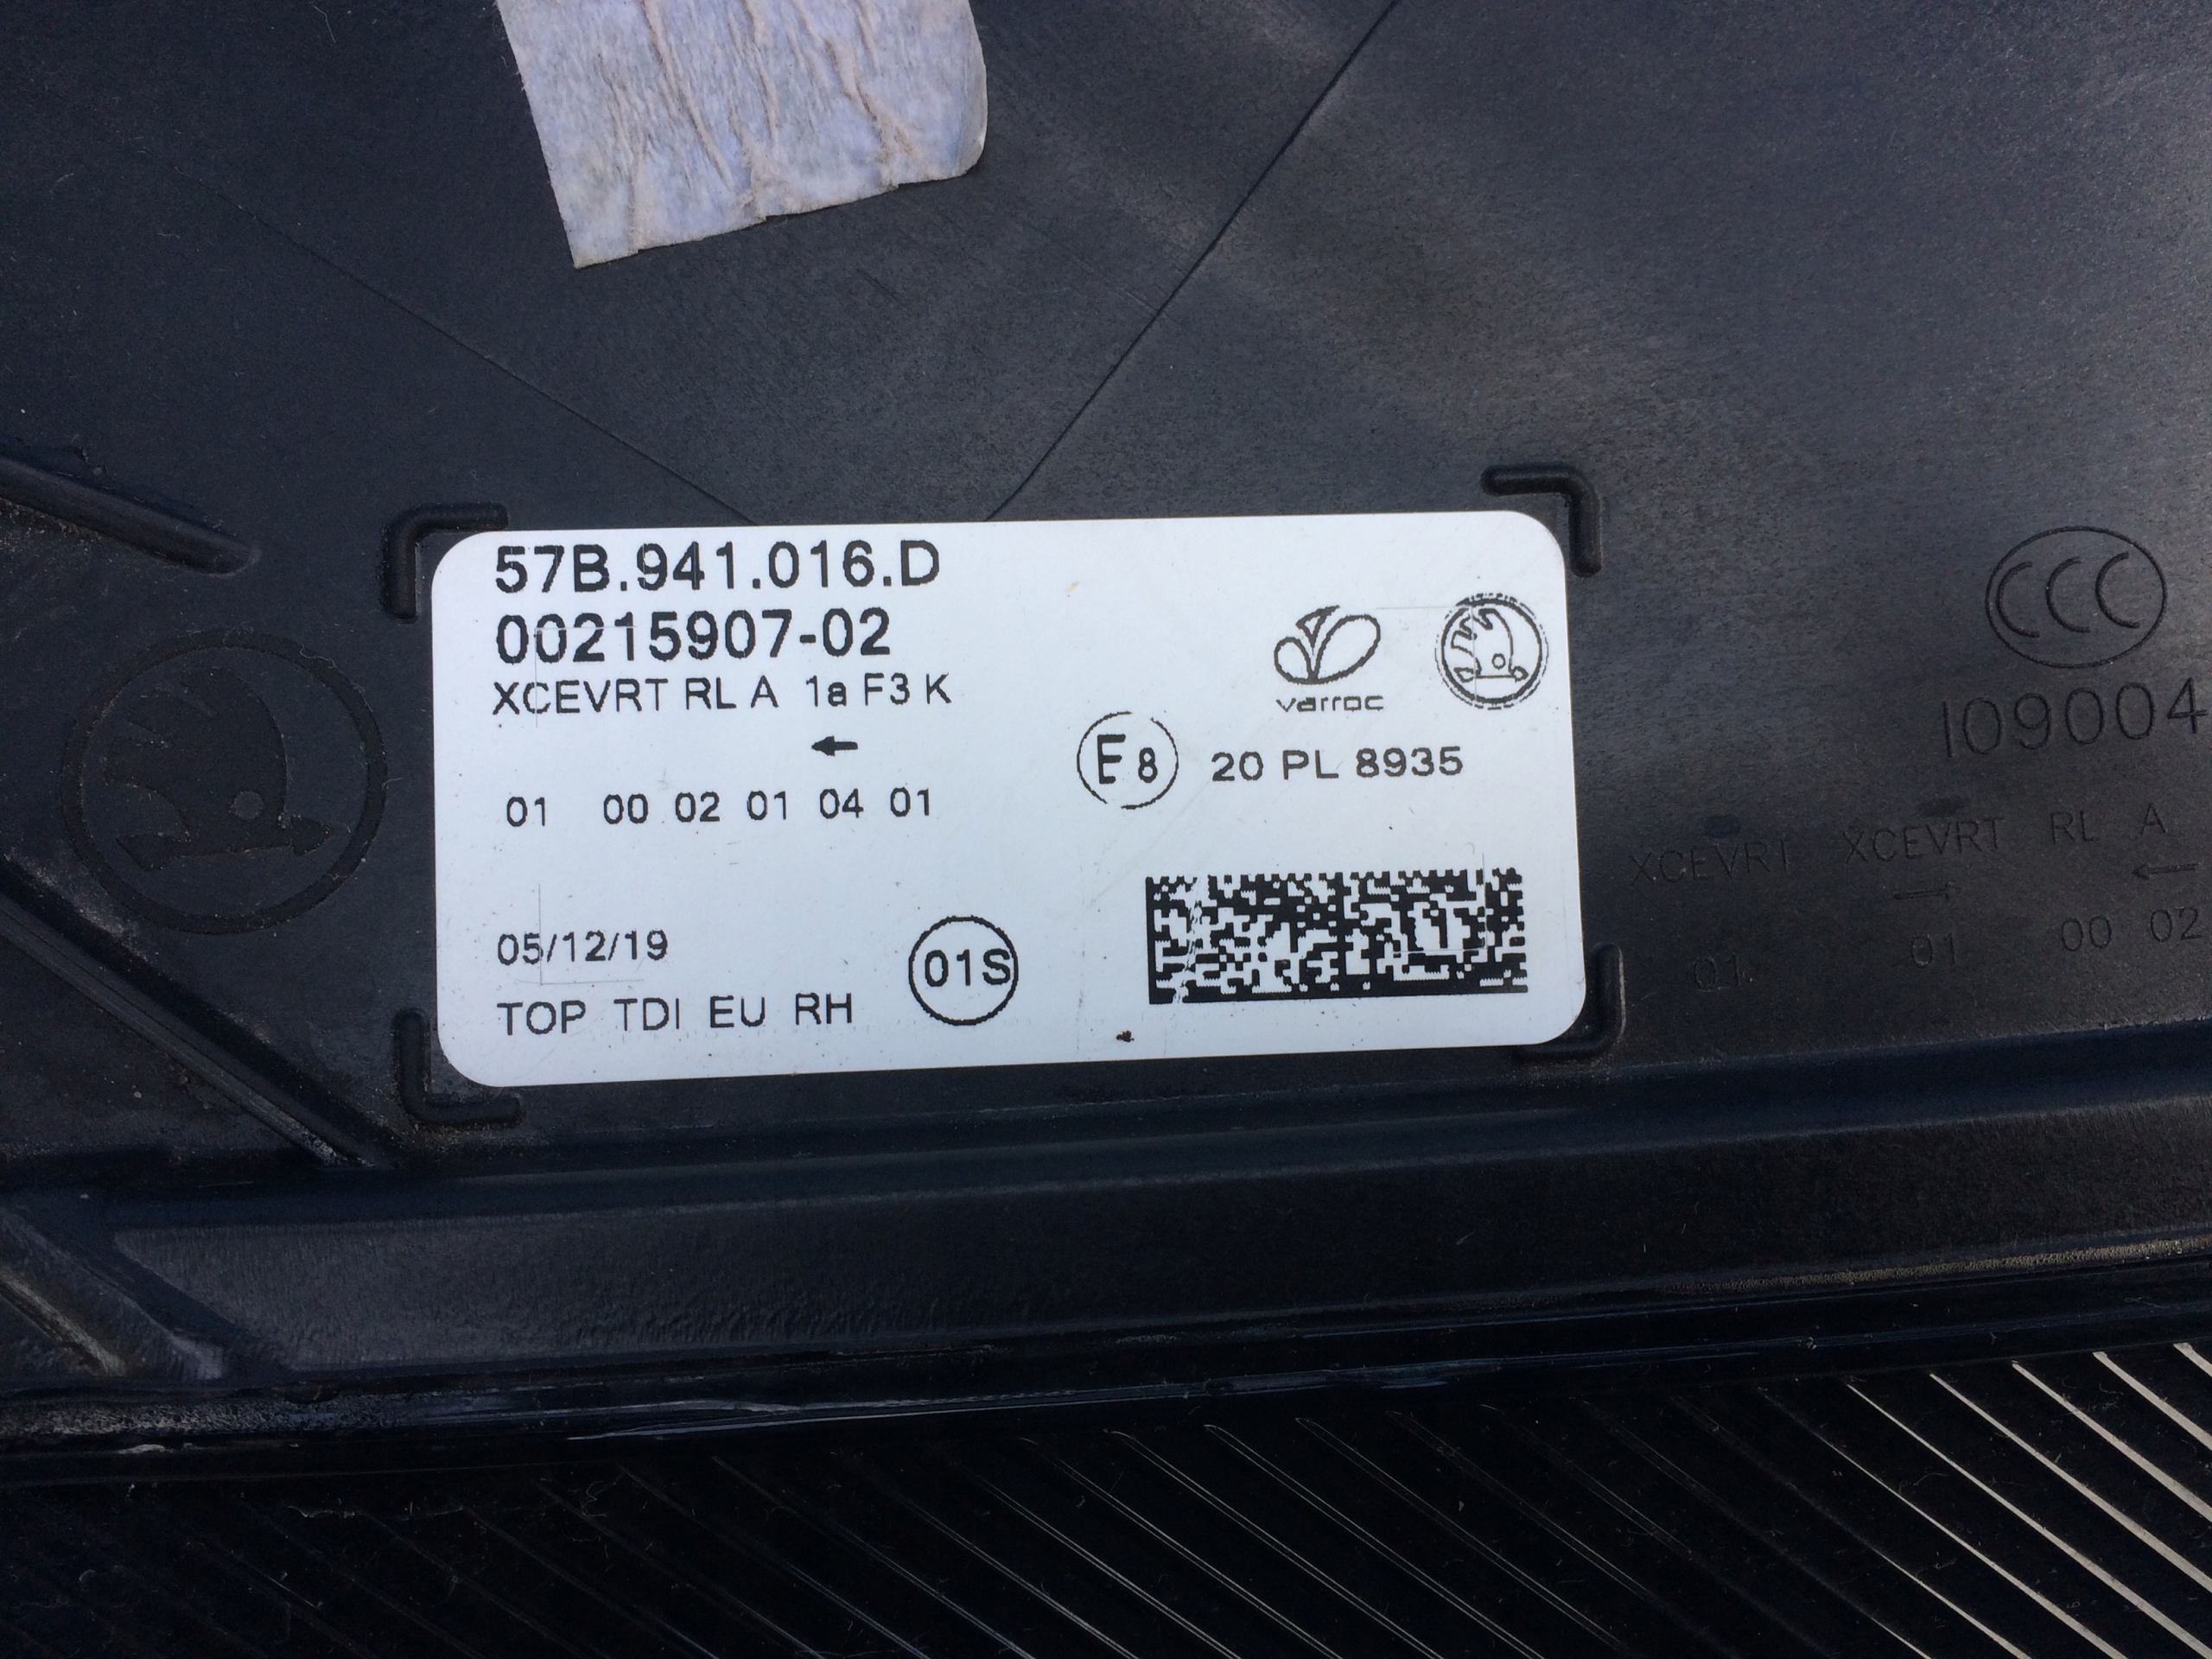 57B.941.016.D
00215907-02
XCEVRT RL A 1a F3 K
←
01 00 02 01 04 01
05/12/19
TOP TDI EU RH
01S
varroc
E8 20 PL 8935
CCC
I09004
XCEVRT XCEVRT RL A
→ ←
01 01 00 02